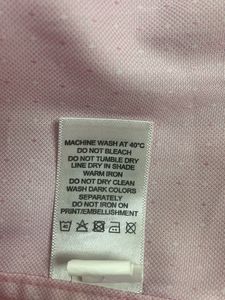 MACHINE WASH AT 40°C
DO NOT BLEACH
DO NOT TUMBLE DRY
LINE DRY IN SHADE
WARM IRON
DO NOT DRY CLEAN
WASH DARK COLORS
SEPARATELY
DO NOT IRON ON
PRINT/EMBELLISHMENT